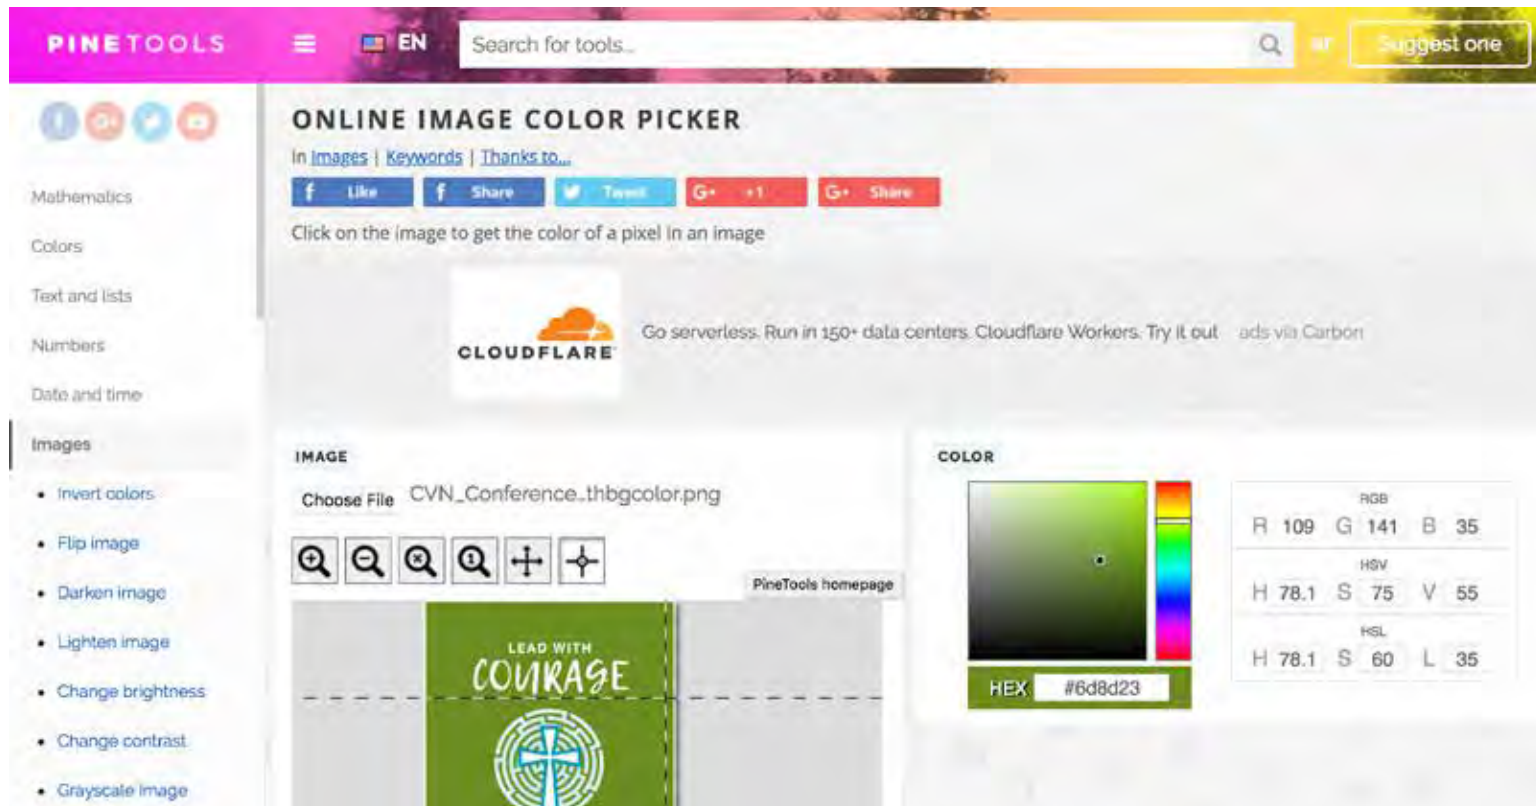 PINETOOLS
EN
Search for tools...
or
Suggest one
Mathematics
Colors
Text and lists
Numbers
Date and time
Images
Invert colors
Flip image
Darken image
Lighten image
Change brightness
Change contrast
Grayscale image
ONLINE IMAGE COLOR PICKER
In Images | Keywords | Thanks to...
f Like
f Share
Tweet
G+ +1
G+ Share
Click on the image to get the color of a pixel in an image
CLOUDFLARE
Go serverless. Run in 150+ data centers. Cloudflare Workers. Try it out
ads via Carbon
IMAGE
Choose File CVN_Conference...thbgcolor.png
PineTools homepage
LEAD WITH
COURAGE
COLOR
HEX #6d8d23
RGB
R 109 G 141 B 35
HSV
H 78.1 S 75 V 55
HSL
H 78.1 S 60 L 35